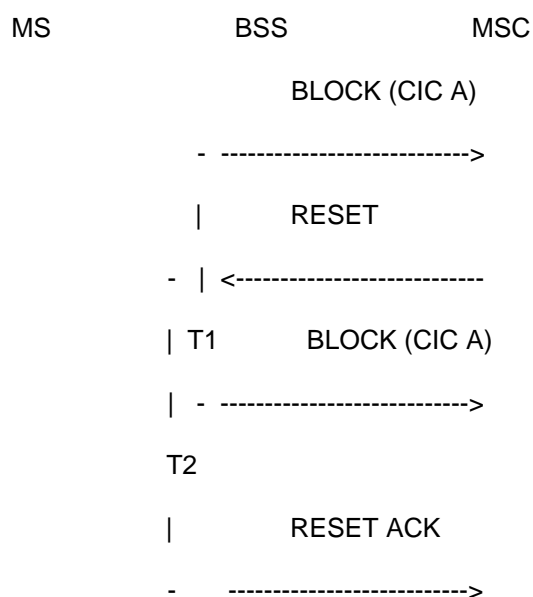 MS BSS MSC
BLOCK (CIC A)
- ---------------------------->
| RESET
- | <----------------------------
| T1 BLOCK (CIC A)
| - ---------------------------->
T2
| RESET ACK
- --------------------------->